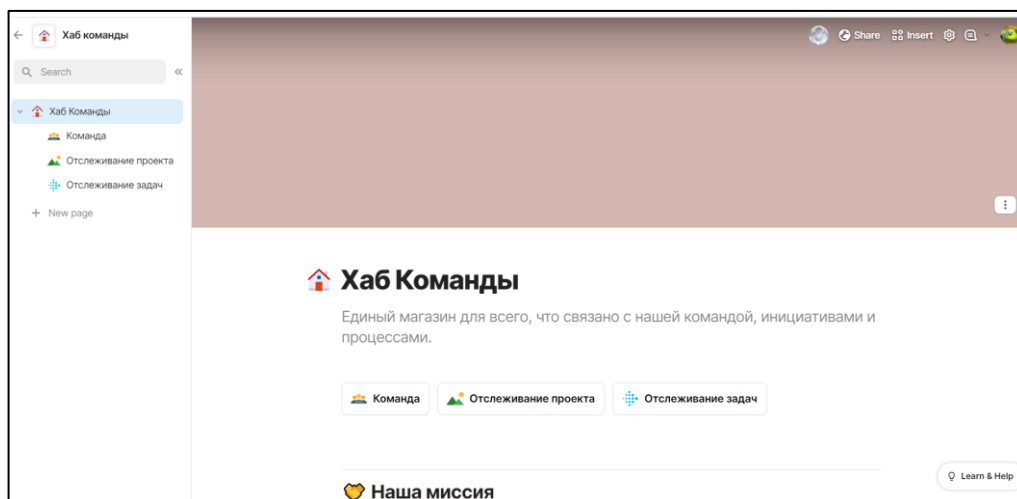 Хаб команды
Share
Insert
Search
Хаб Команды
Команда
Отслеживание проекта
Отслеживание задач
New page
Хаб Команды
Единый магазин для всего, что связано с нашей командой, инициативами и
процессами.
Команда
Отслеживание проекта
Отслеживание задач
Наша миссия
Learn & Help